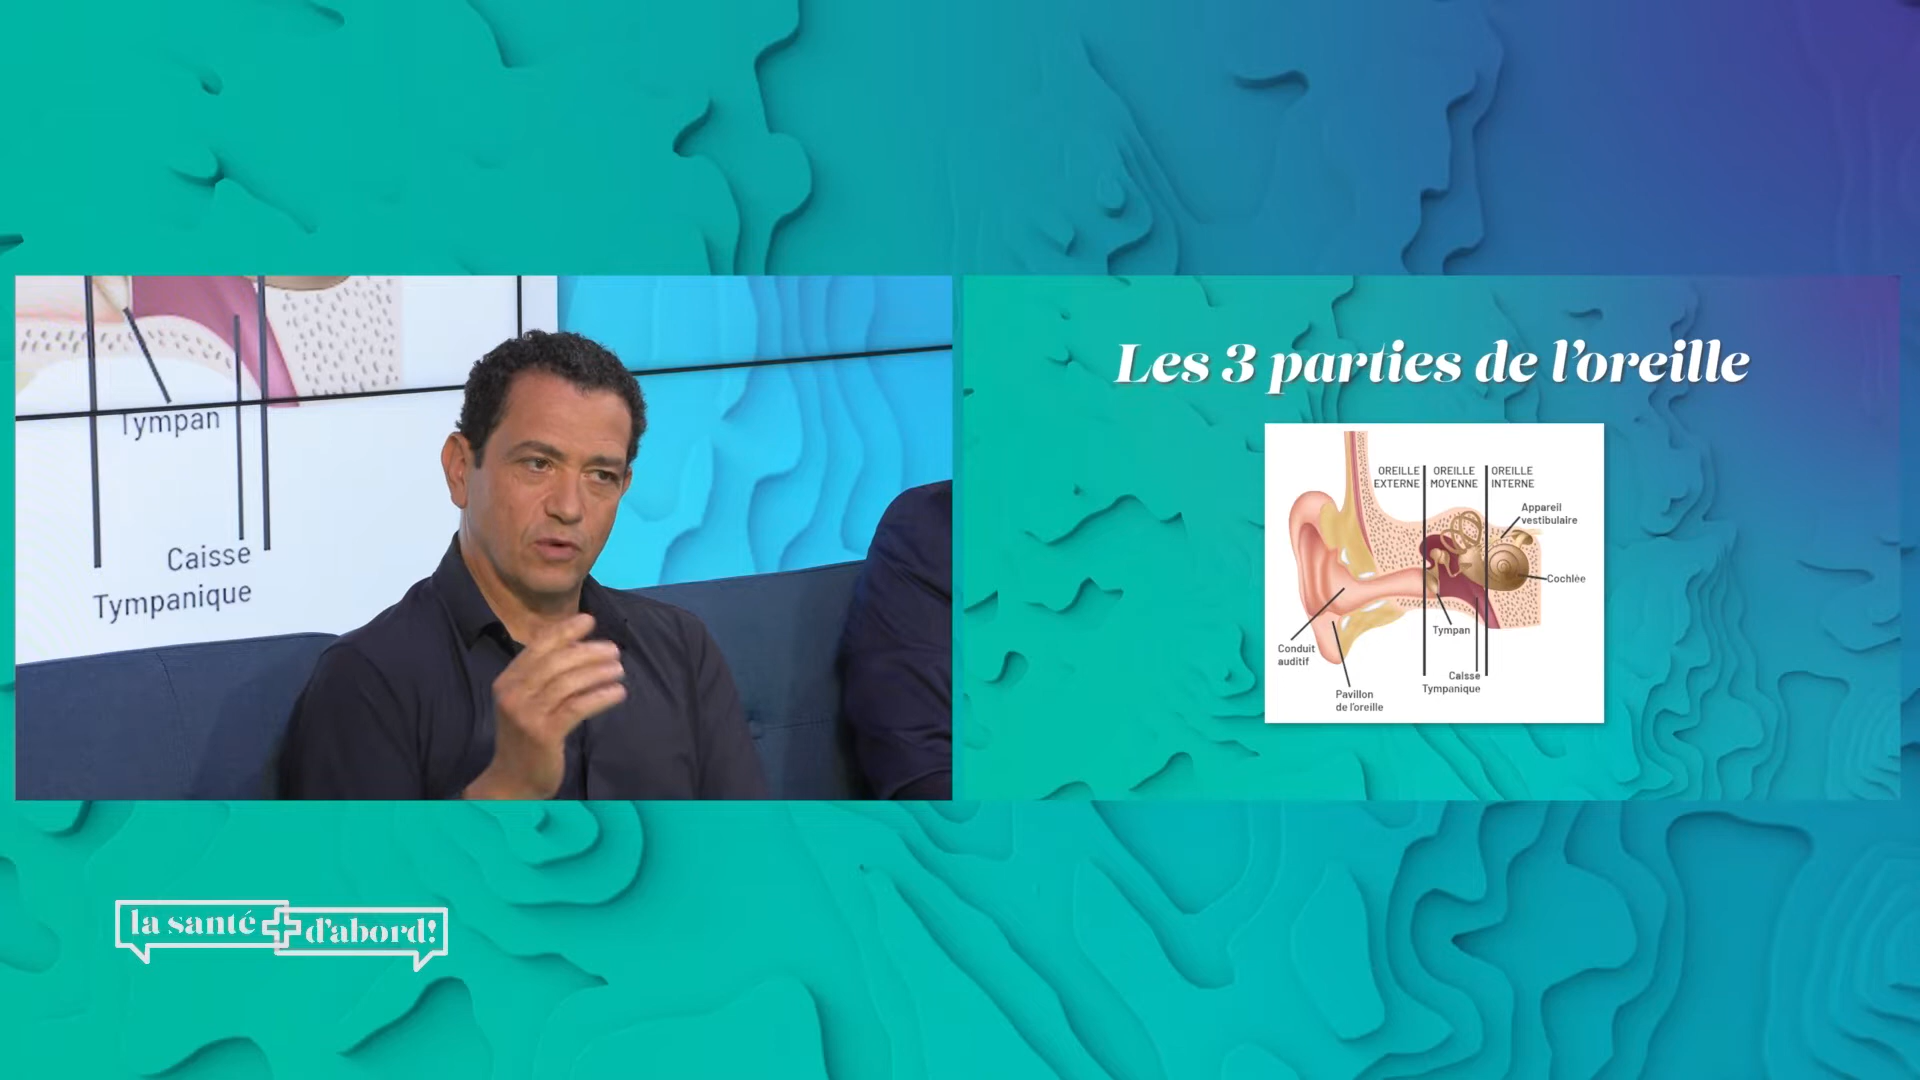 Tympan
Caisse
Tympanique
Les 3 parties de l'oreille
OREILLE EXTERNE
OREILLE MOYENNE
OREILLE INTERNE
Appareil
vestibulaire
Cochlée
Tympan
Conduit
auditif
Caisse
Tympanique
Pavillon
de l'oreille
la santé d'abord!